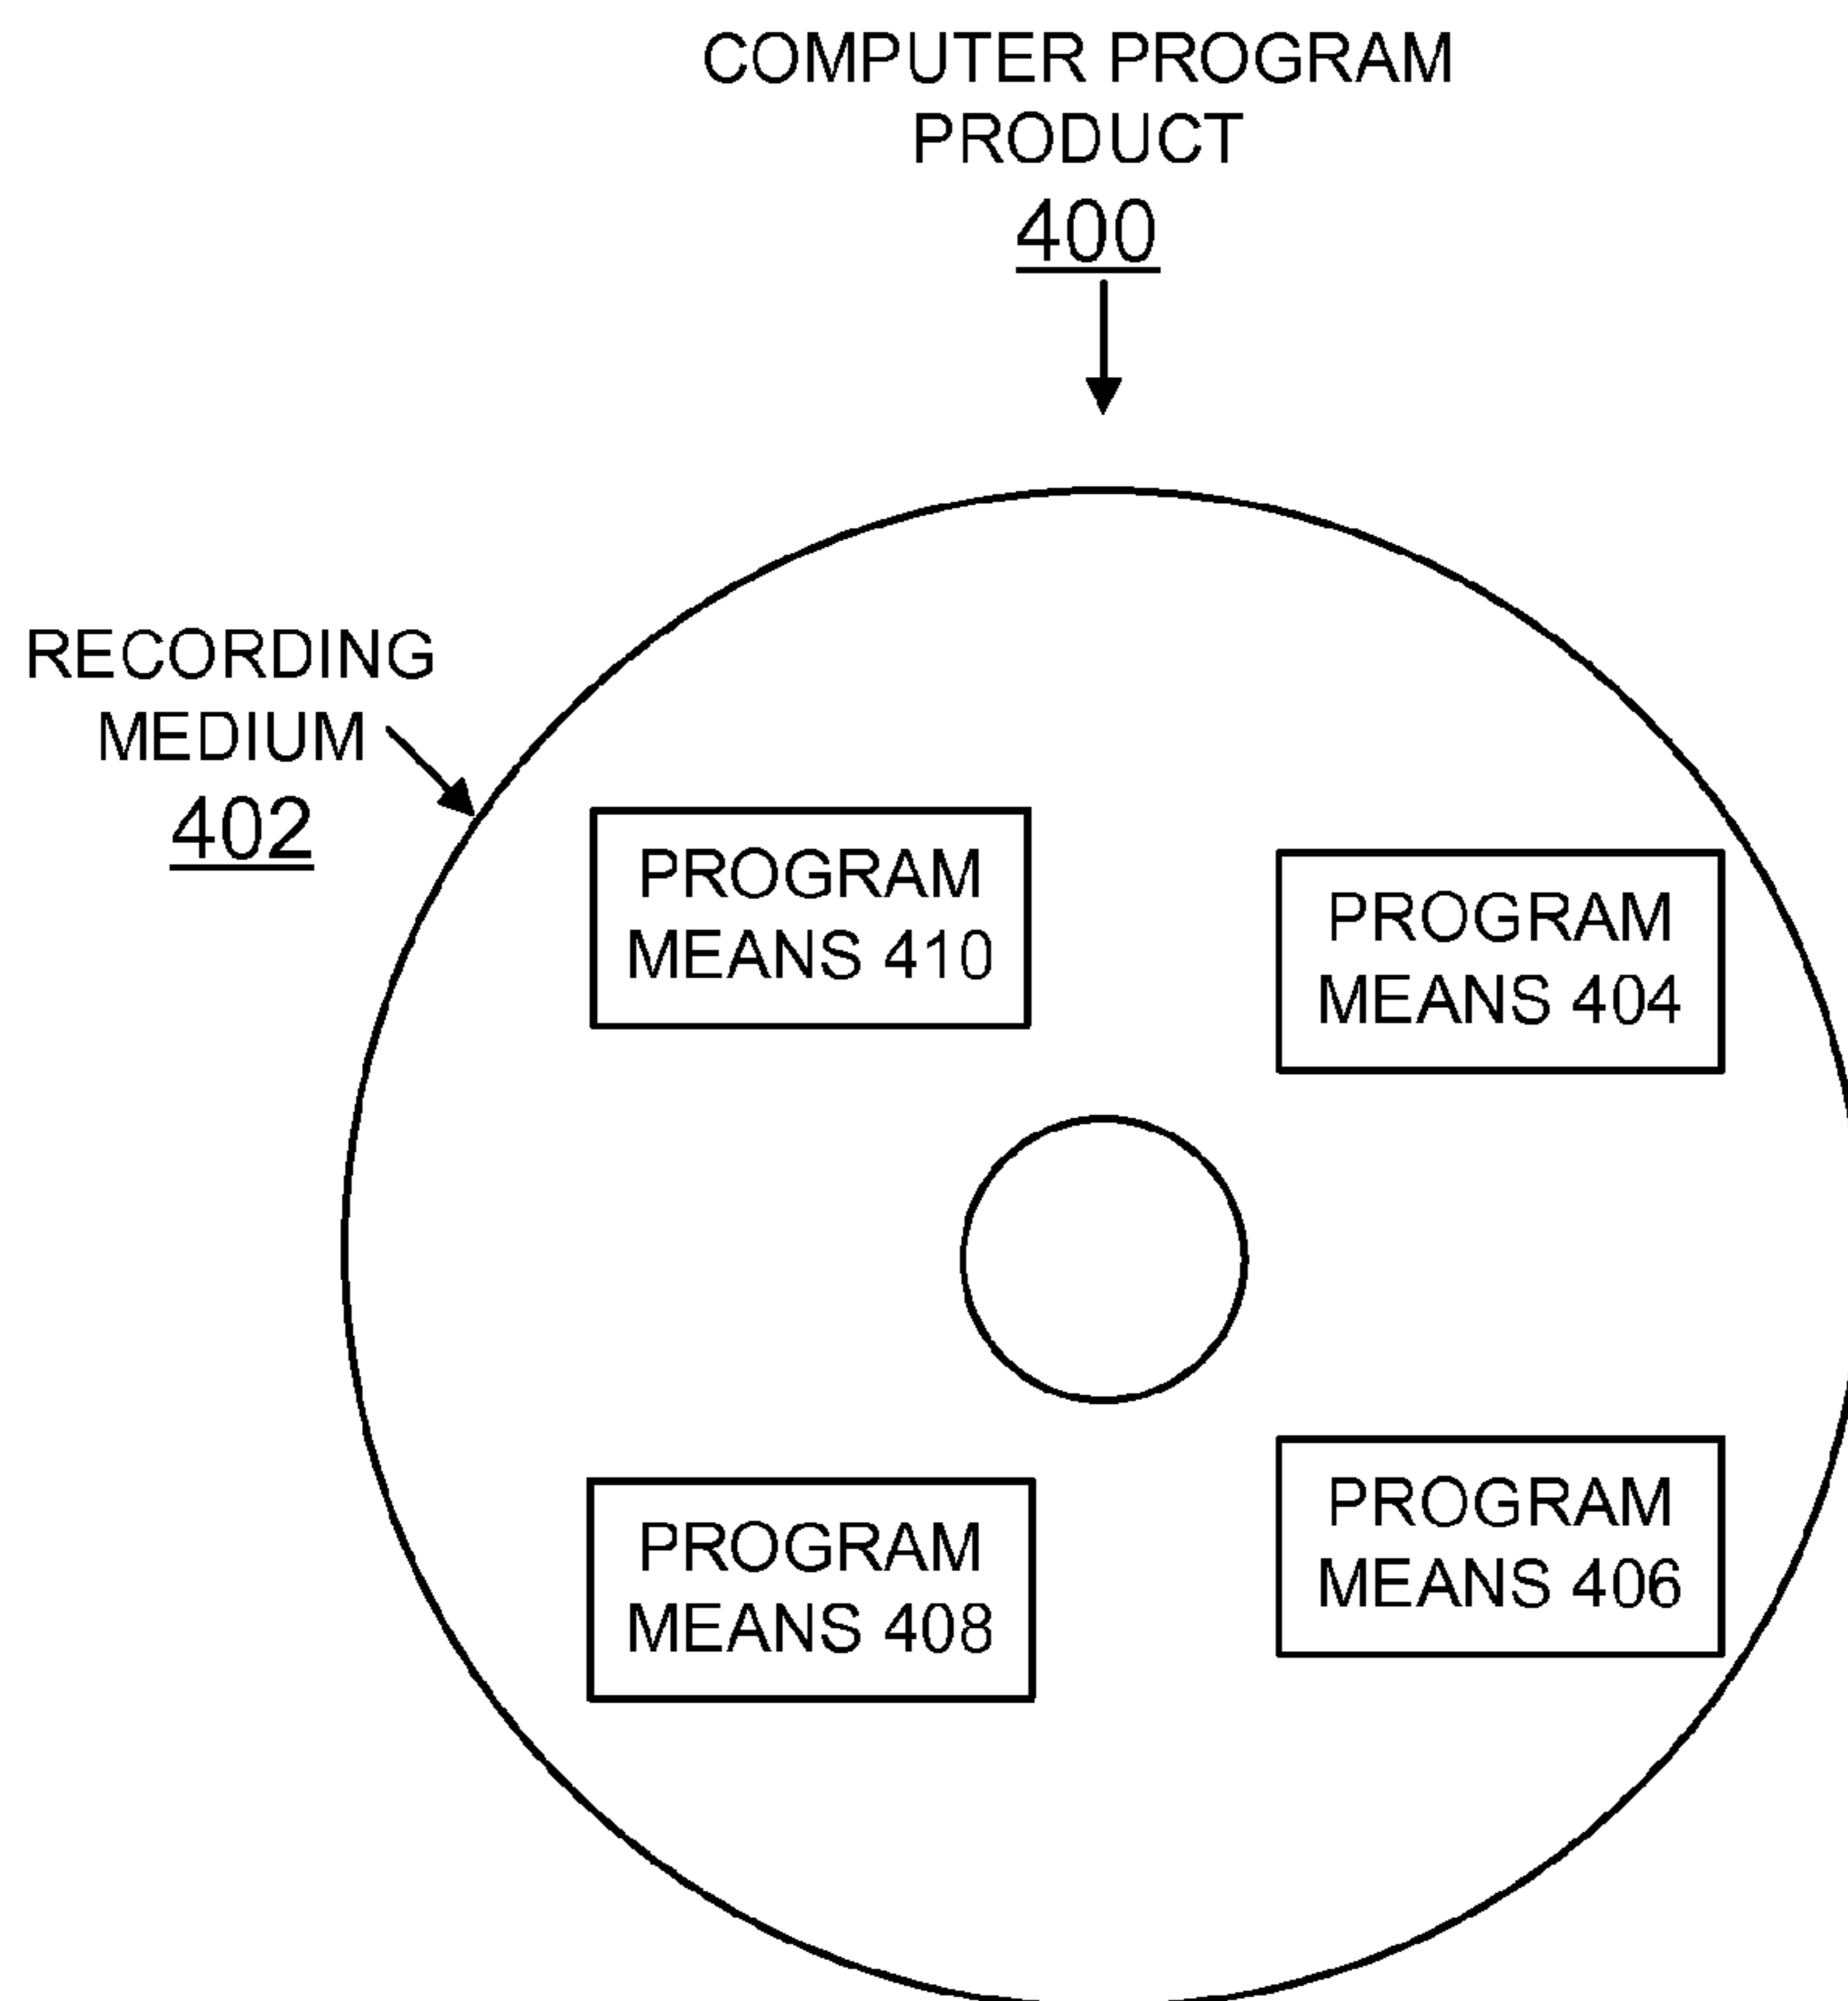 COMPUTER PROGRAM
PRODUCT
400
RECORDING
MEDIUM
402
PROGRAM
MEANS 410
PROGRAM
MEANS 404
PROGRAM
MEANS 408
PROGRAM
MEANS 406